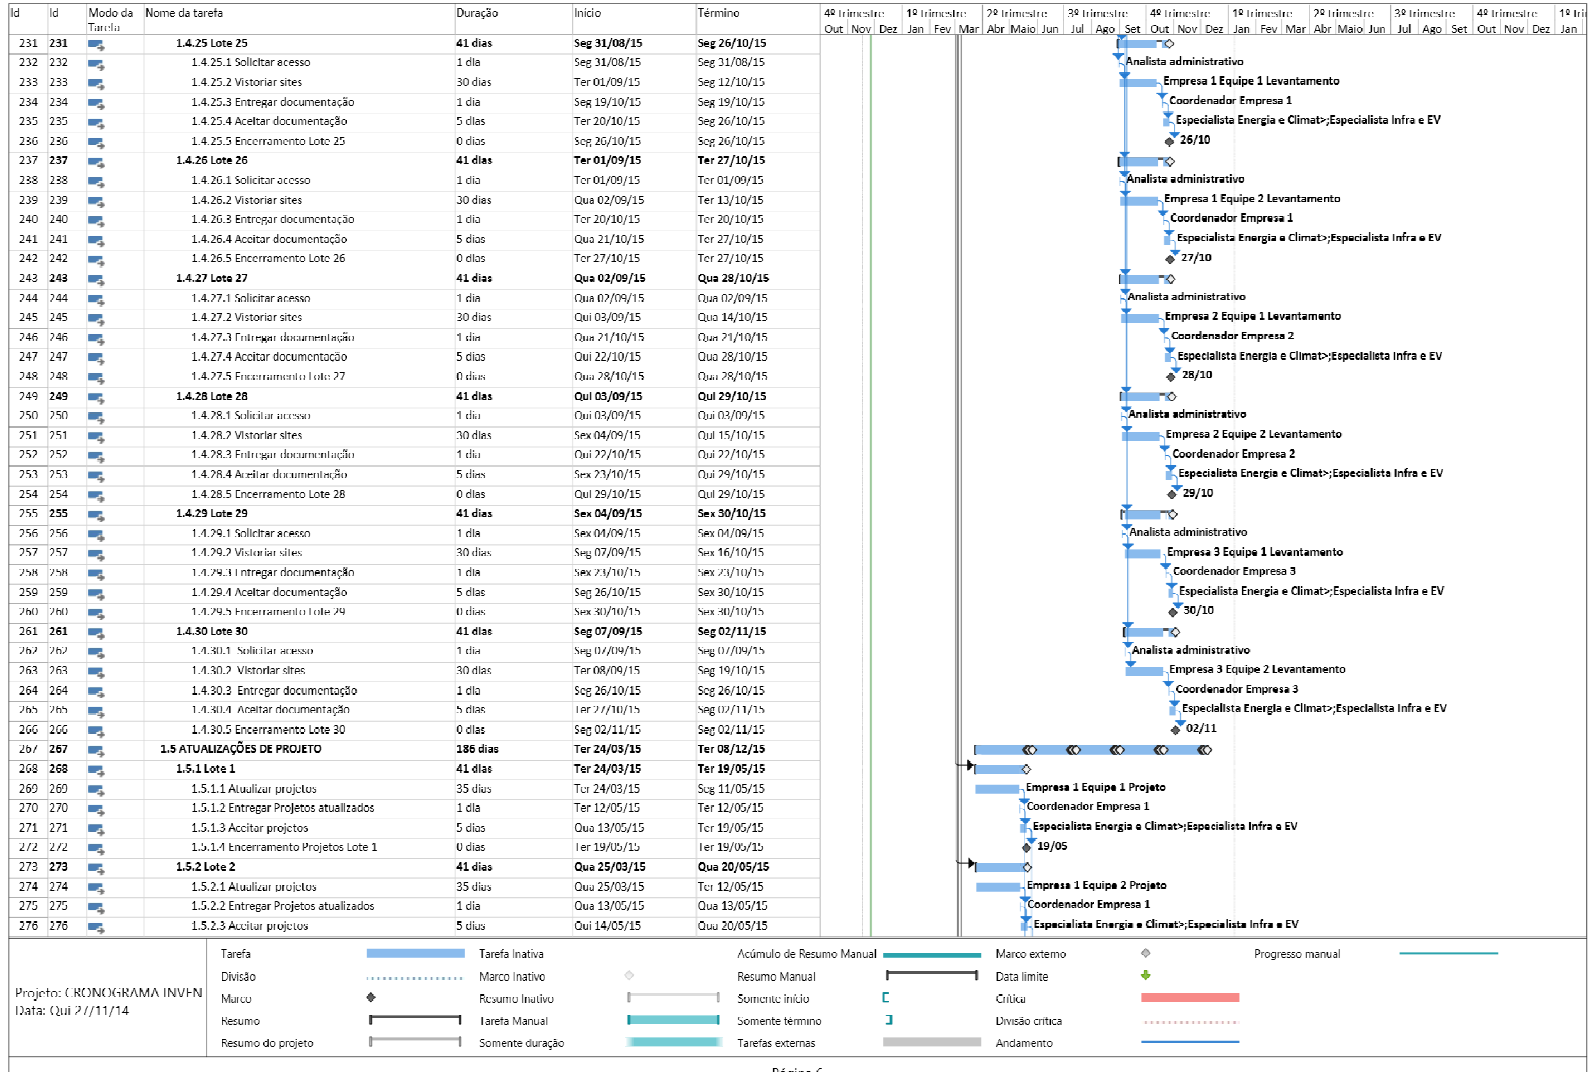 Id Id Modo da Tarefa Nome da tarefa Duração Início Término
4º trimestre 1º trimestre 2º trimestre 3º trimestre 4º trimestre 1º trimestre 2º trimestre 3º trimestre 4º trimestre 1º tri
Out Nov Dez Jan Fev Mar Abr Maio Jun Jul Ago Set Out Nov Dez Jan Fev Mar Abr Maio Jun Jul Ago Set Out Nov Dez Jan
231 231 1.4.25 Lote 25 41 dias Seg 31/08/15 Seg 26/10/15
232 232 1.4.25.1 Solicitar acesso 1 dia Seg 31/08/15 Seg 31/08/15 Analista administrativo
233 233 1.4.25.2 Vistoriar sites 30 dias Ter 01/09/15 Seg 12/10/15 Empresa 1 Equipe 1 Levantamento
234 234 1.4.25.3 Entregar documentação 1 dia Seg 19/10/15 Seg 19/10/15 Coordenador Empresa 1
235 235 1.4.25.4 Aceitar documentação 5 dias Ter 20/10/15 Seg 26/10/15 Especialista Energia e Climat>;Especialista Infra e EV
236 236 1.4.25.5 Encerramento Lote 25 0 dias Seg 26/10/15 Seg 26/10/15 26/10
237 237 1.4.26 Lote 26 41 dias Ter 01/09/15 Ter 27/10/15
238 238 1.4.26.1 Solicitar acesso 1 dia Ter 01/09/15 Ter 01/09/15 Analista administrativo
239 239 1.4.26.2 Vistoriar sites 30 dias Qua 02/09/15 Ter 13/10/15 Empresa 1 Equipe 2 Levantamento
240 240 1.4.26.3 Entregar documentação 1 dia Ter 20/10/15 Ter 20/10/15 Coordenador Empresa 1
241 241 1.4.26.4 Aceitar documentação 5 dias Qua 21/10/15 Ter 27/10/15 Especialista Energia e Climat>;Especialista Infra e EV
242 242 1.4.26.5 Encerramento Lote 26 0 dias Ter 27/10/15 Ter 27/10/15 27/10
243 243 1.4.27 Lote 27 41 dias Qua 02/09/15 Qua 28/10/15
244 244 1.4.27.1 Solicitar acesso 1 dia Qua 02/09/15 Qua 02/09/15 Analista administrativo
245 245 1.4.27.2 Vistoriar sites 30 dias Qui 03/09/15 Qua 14/10/15 Empresa 2 Equipe 1 Levantamento
246 246 1.4.27.3 Entregar documentação 1 dia Qua 21/10/15 Qua 21/10/15 Coordenador Empresa 2
247 247 1.4.27.4 Aceitar documentação 5 dias Qui 22/10/15 Qua 28/10/15 Especialista Energia e Climat>;Especialista Infra e EV
248 248 1.4.27.5 Encerramento Lote 27 0 dias Qua 28/10/15 Qua 28/10/15 28/10
249 249 1.4.28 Lote 28 41 dias Qui 03/09/15 Qui 29/10/15
250 250 1.4.28.1 Solicitar acesso 1 dia Qui 03/09/15 Qui 03/09/15 Analista administrativo
251 251 1.4.28.2 Vistoriar sites 30 dias Sex 04/09/15 Qui 15/10/15 Empresa 2 Equipe 2 Levantamento
252 252 1.4.28.3 Entregar documentação 1 dia Qui 22/10/15 Qui 22/10/15 Coordenador Empresa 2
253 253 1.4.28.4 Aceitar documentação 5 dias Sex 23/10/15 Qui 29/10/15 Especialista Energia e Climat>;Especialista Infra e EV
254 254 1.4.28.5 Encerramento Lote 28 0 dias Qui 29/10/15 Qui 29/10/15 29/10
255 255 1.4.29 Lote 29 41 dias Sex 04/09/15 Sex 30/10/15
256 256 1.4.29.1 Solicitar acesso 1 dia Sex 04/09/15 Sex 04/09/15 Analista administrativo
257 257 1.4.29.2 Vistoriar sites 30 dias Seg 07/09/15 Sex 16/10/15 Empresa 3 Equipe 1 Levantamento
258 258 1.4.29.3 Entregar documentação 1 dia Sex 23/10/15 Sex 23/10/15 Coordenador Empresa 3
259 259 1.4.29.4 Aceitar documentação 5 dias Seg 26/10/15 Sex 30/10/15 Especialista Energia e Climat>;Especialista Infra e EV
260 260 1.4.29.5 Encerramento Lote 29 0 dias Sex 30/10/15 Sex 30/10/15 30/10
261 261 1.4.30 Lote 30 41 dias Seg 07/09/15 Seg 02/11/15
262 262 1.4.30.1 Solicitar acesso 1 dia Seg 07/09/15 Seg 07/09/15 Analista administrativo
263 263 1.4.30.2 Vistoriar sites 30 dias Ter 08/09/15 Seg 19/10/15 Empresa 3 Equipe 2 Levantamento
264 264 1.4.30.3 Entregar documentação 1 dia Seg 26/10/15 Seg 26/10/15 Coordenador Empresa 3
265 265 1.4.30.4 Aceitar documentação 5 dias Ter 27/10/15 Seg 02/11/15 Especialista Energia e Climat>;Especialista Infra e EV
266 266 1.4.30.5 Encerramento Lote 30 0 dias Seg 02/11/15 Seg 02/11/15 02/11
267 267 1.5 ATUALIZAÇÕES DE PROJETO 186 dias Ter 24/03/15 Ter 08/12/15
268 268 1.5.1 Lote 1 41 dias Ter 24/03/15 Ter 19/05/15
269 269 1.5.1.1 Atualizar projetos 35 dias Ter 24/03/15 Seg 11/05/15 Empresa 1 Equipe 1 Projeto
270 270 1.5.1.2 Entregar Projetos atualizados 1 dia Ter 12/05/15 Ter 12/05/15 Coordenador Empresa 1
271 271 1.5.1.3 Aceitar projetos 5 dias Qua 13/05/15 Ter 19/05/15 Especialista Energia e Climat>;Especialista Infra e EV
272 272 1.5.1.4 Encerramento Projetos Lote 1 0 dias Ter 19/05/15 Ter 19/05/15 19/05
273 273 1.5.2 Lote 2 41 dias Qua 25/03/15 Qua 20/05/15
274 274 1.5.2.1 Atualizar projetos 35 dias Qua 25/03/15 Ter 12/05/15 Empresa 1 Equipe 2 Projeto
275 275 1.5.2.2 Entregar Projetos atualizados 1 dia Qua 13/05/15 Qua 13/05/15 Coordenador Empresa 1
276 276 1.5.2.3 Aceitar projetos 5 dias Qui 14/05/15 Qua 20/05/15 Especialista Energia e Climat>;Especialista Infra e EV
Projeto: CRONOGRAMA INVEN
Data: Qui 27/11/14
Tarefa Tarefa Inativa Acúmulo de Resumo Manual Marco externo Progresso manual
Divisão Marco Inativo Resumo Manual Data limite
Marco Resumo Inativo Somente início Crítica
Resumo Tarefa Manual Somente término Divisão crítica
Resumo do projeto Somente duração Tarefas externas Andamento
Página 6